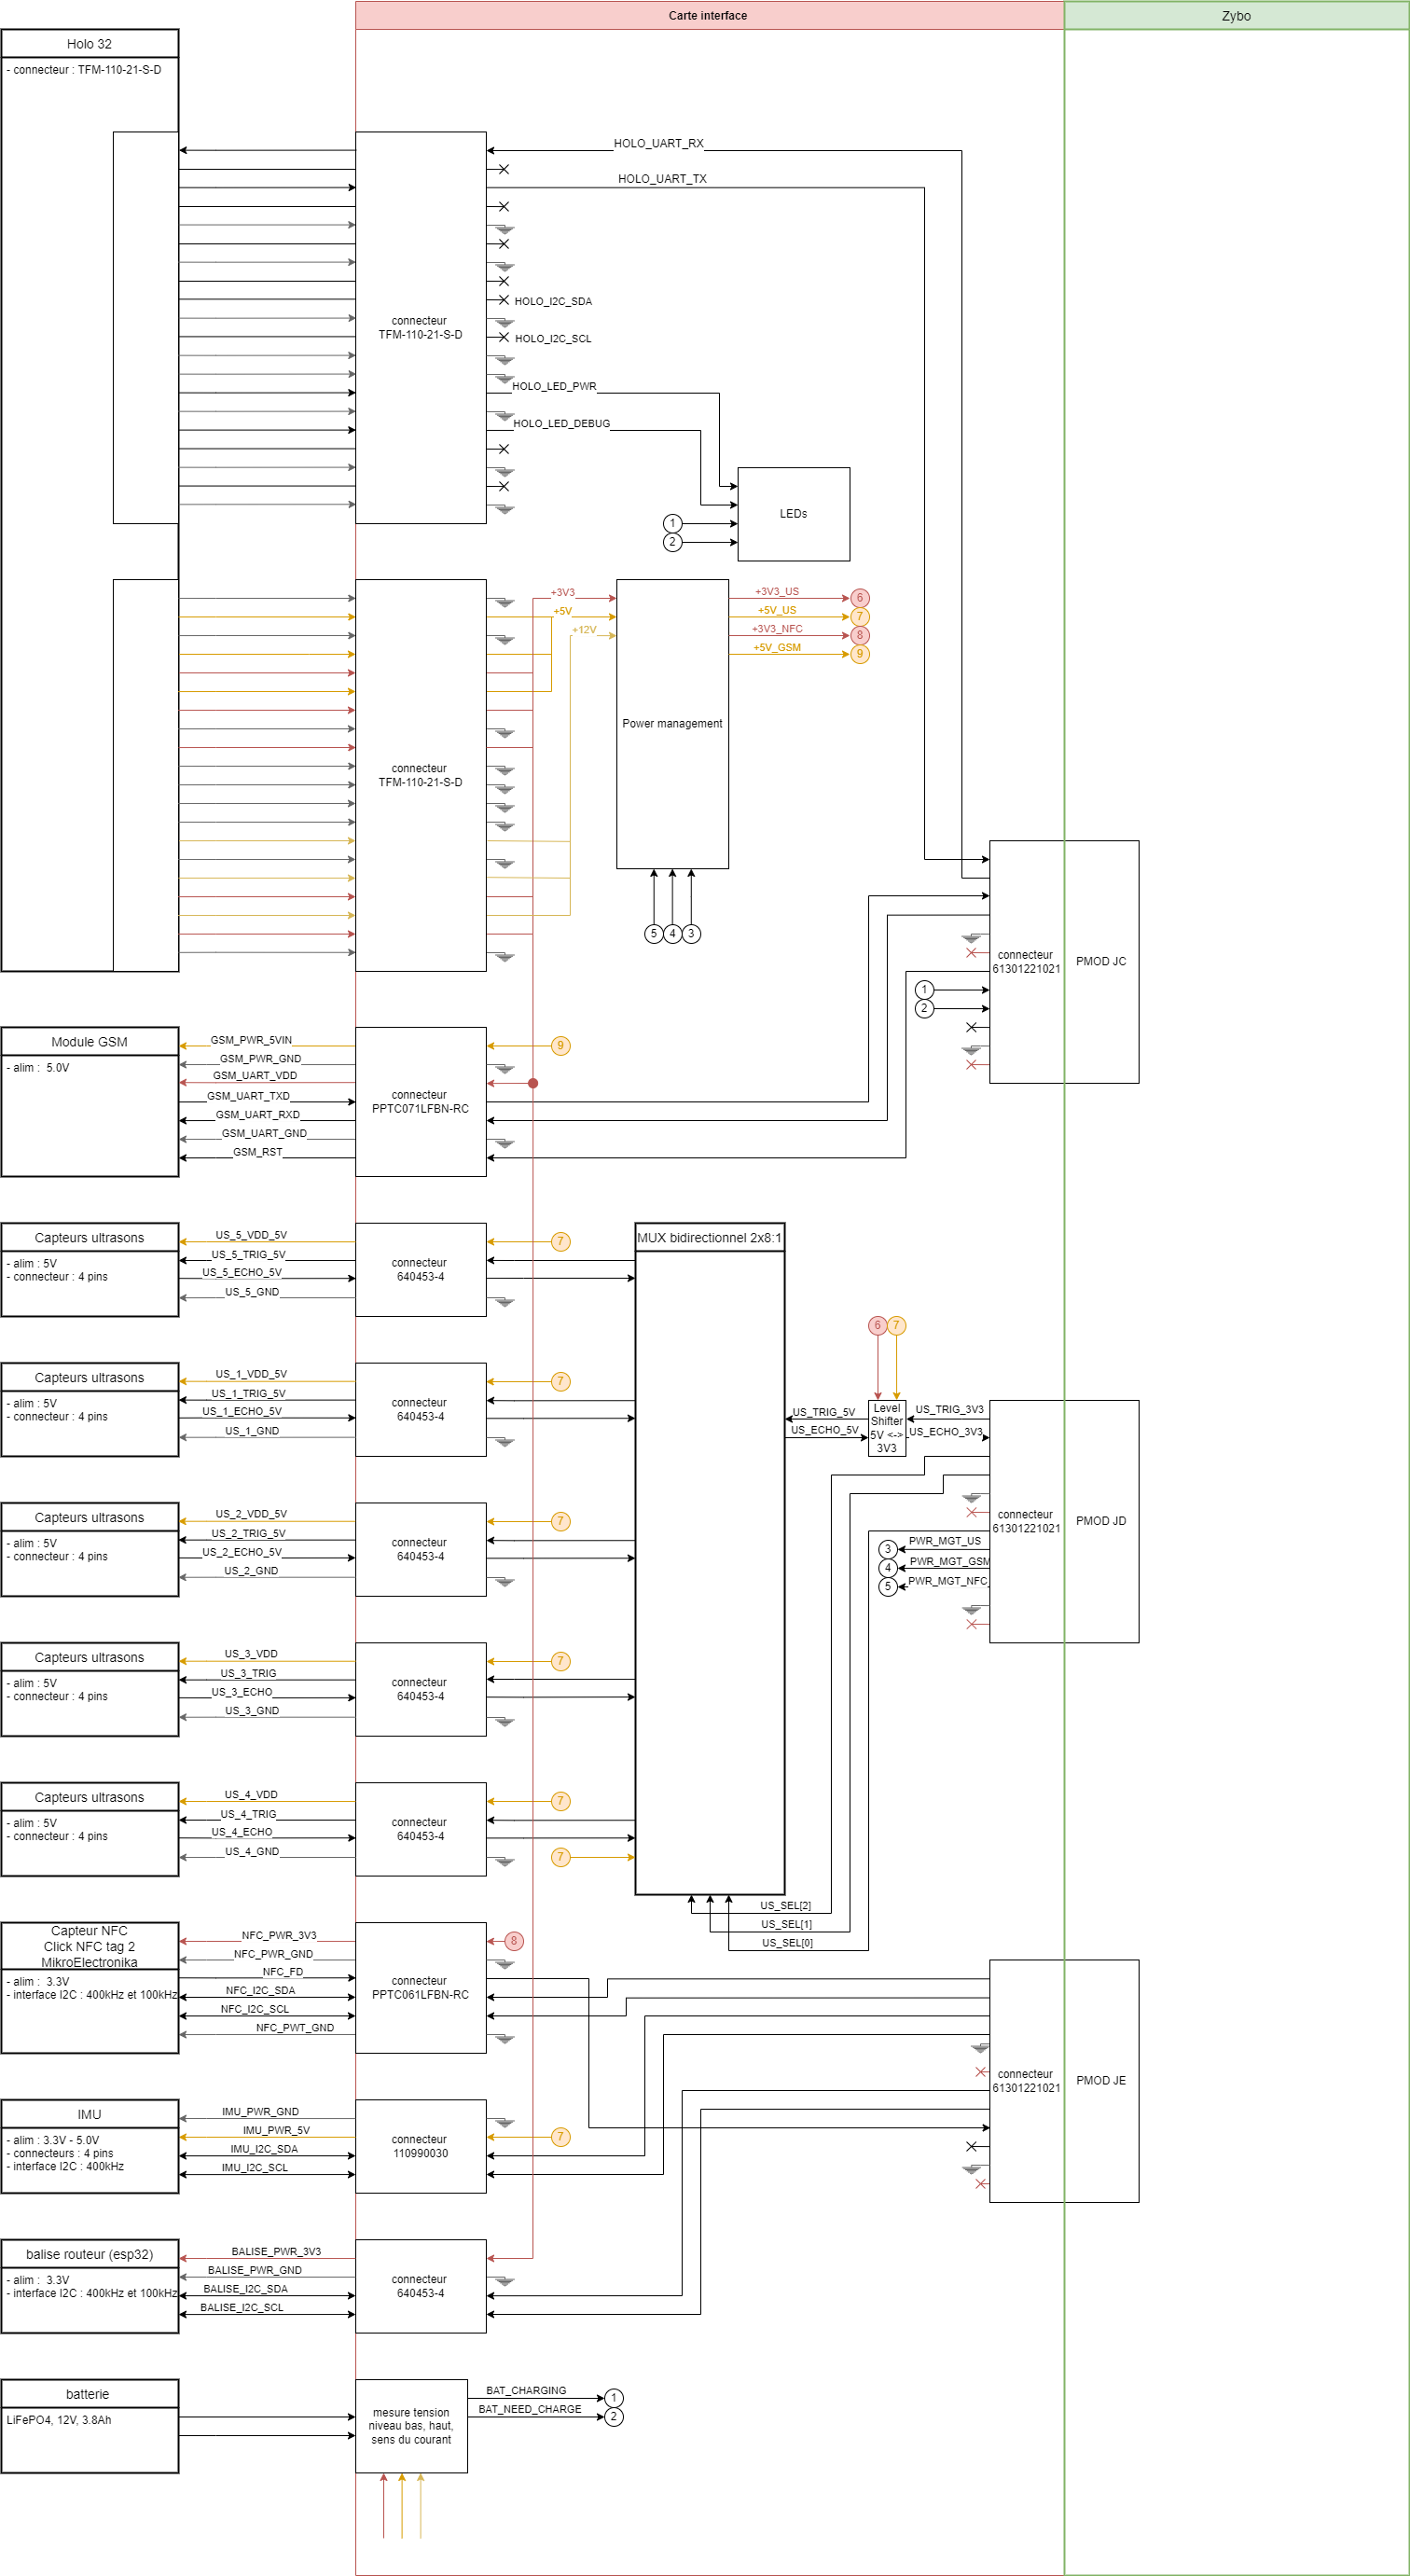 Carte interface
Zybo
Holo 32
- connecteur : TFM-110-21-S-D
HOLO_UART_RX
HOLO_UART_TX
HOLO_I2C_SDA
connecteur
TFM-110-21-S-D
HOLO_I2C_SCL
HOLO_LED_PWR
HOLO_LED_DEBUG
LEDs
1
2
+3V3
+5V
+12V
+3V3_US
6
+5V_US
7
+3V3_NFC
8
+5V_GSM
9
Power management
connecteur
TFM-110-21-S-D
5
4
3
connecteur
61301221021
PMOD JC
1
2
Module GSM
- alim :  5.0V
GSM_PWR_5VIN
GSM_PWR_GND
GSM_UART_VDD
GSM_UART_TXD
GSM_UART_RXD
GSM_UART_GND
GSM_RST
connecteur
PPTC071LFBN-RC
9
Capteurs ultrasons
- alim : 5V
- connecteur : 4 pins
US_5_VDD_5V
US_5_TRIG_5V
US_5_ECHO_5V
US_5_GND
connecteur
640453-4
7
MUX bidirectionnel 2x8:1
6
7
Capteurs ultrasons
- alim : 5V
- connecteur : 4 pins
US_1_VDD_5V
US_1_TRIG_5V
US_1_ECHO_5V
US_1_GND
connecteur
640453-4
7
US_TRIG_5V
US_ECHO_5V
Level
Shifter
5V <->
3V3
US_TRIG_3V3
US_ECHO_3V3
Capteurs ultrasons
- alim : 5V
- connecteur : 4 pins
US_2_VDD_5V
US_2_TRIG_5V
US_2_ECHO_5V
US_2_GND
connecteur
640453-4
7
connecteur
61301221021
PMOD JD
3
PWR_MGT_US
4
PWR_MGT_GSM
5
PWR_MGT_NFC_
Capteurs ultrasons
- alim : 5V
- connecteur : 4 pins
US_3_VDD
US_3_TRIG
US_3_ECHO
US_3_GND
connecteur
640453-4
7
Capteurs ultrasons
- alim : 5V
- connecteur : 4 pins
US_4_VDD
US_4_TRIG
US_4_ECHO
US_4_GND
connecteur
640453-4
7
7
US_SEL[2]
US_SEL[1]
US_SEL[0]
Capteur NFC
Click NFC tag 2
MikroElectronika
- alim :  3.3V
- interface I2C : 400kHz et 100kHz
NFC_PWR_3V3
NFC_PWR_GND
NFC_FD
NFC_I2C_SDA
NFC_I2C_SCL
NFC_PWT_GND
connecteur
PPTC061LFBN-RC
8
connecteur
61301221021
PMOD JE
IMU
- alim : 3.3V - 5.0V
- connecteurs : 4 pins
- interface I2C : 400kHz
IMU_PWR_GND
IMU_PWR_5V
IMU_I2C_SDA
IMU_I2C_SCL
connecteur
110990030
7
balise routeur (esp32)
- alim :  3.3V
- interface I2C : 400kHz et 100kHz
BALISE_PWR_3V3
BALISE_PWR_GND
BALISE_I2C_SDA
BALISE_I2C_SCL
connecteur
640453-4
batterie
LiFePO4, 12V, 3.8Ah
mesure tension
niveau bas, haut,
sens du courant
BAT_CHARGING
1
BAT_NEED_CHARGE
2